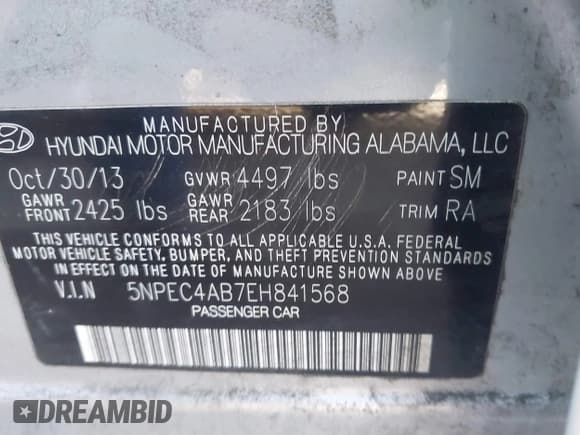 MANUFACTURED BY
HYUNDAI MOTOR MANUFACTURING ALABAMA, LLC
Oct/30/13 GVWR 4497 lbs PAINT SM
GAWR FRONT 2425 lbs GAWR REAR 2183 lbs TRIM RA
THIS VEHICLE CONFORMS TO ALL APPLICABLE U.S.A. FEDERAL
MOTOR VEHICLE SAFETY, BUMPER, AND THEFT PREVENTION STANDARDS
IN EFFECT ON THE DATE OF MANUFACTURE SHOWN ABOVE.
V.I.N 5NPEC4AB7EH841568
PASSENGER CAR
DREAMBID